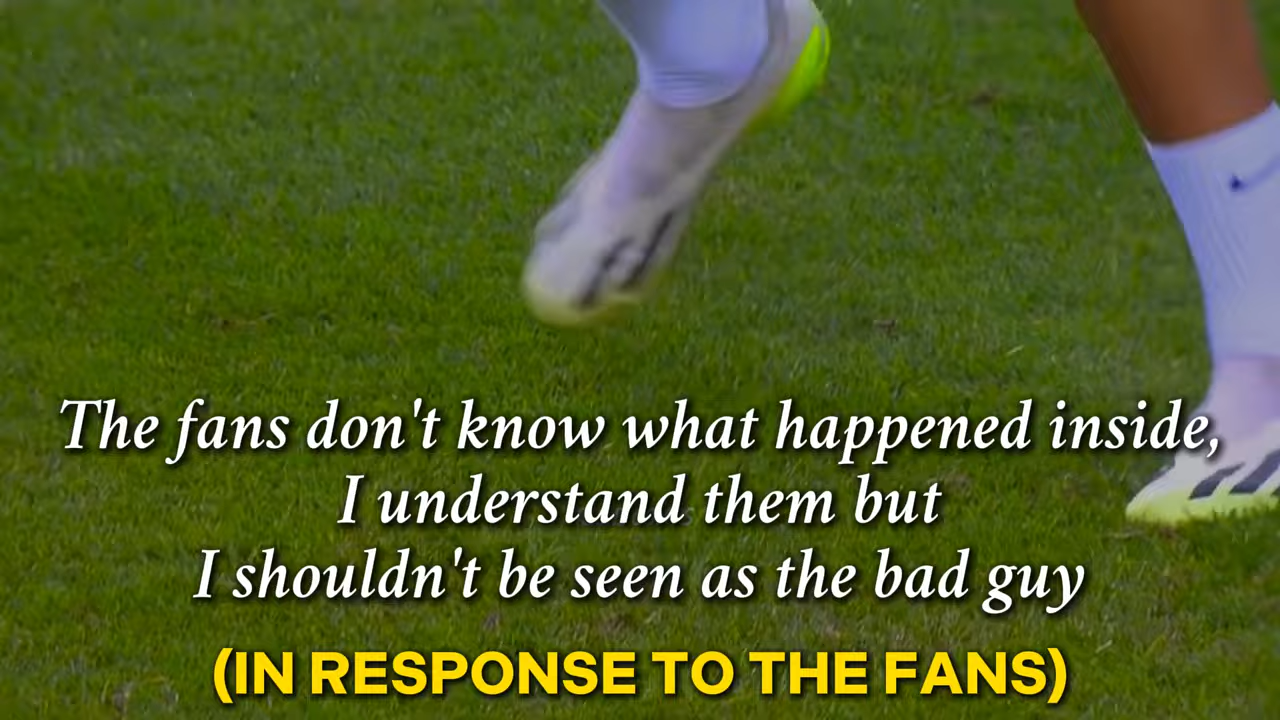 The fans don't know what happened inside,
I understand them but
I shouldn't be seen as the bad guy
(IN RESPONSE TO THE FANS)